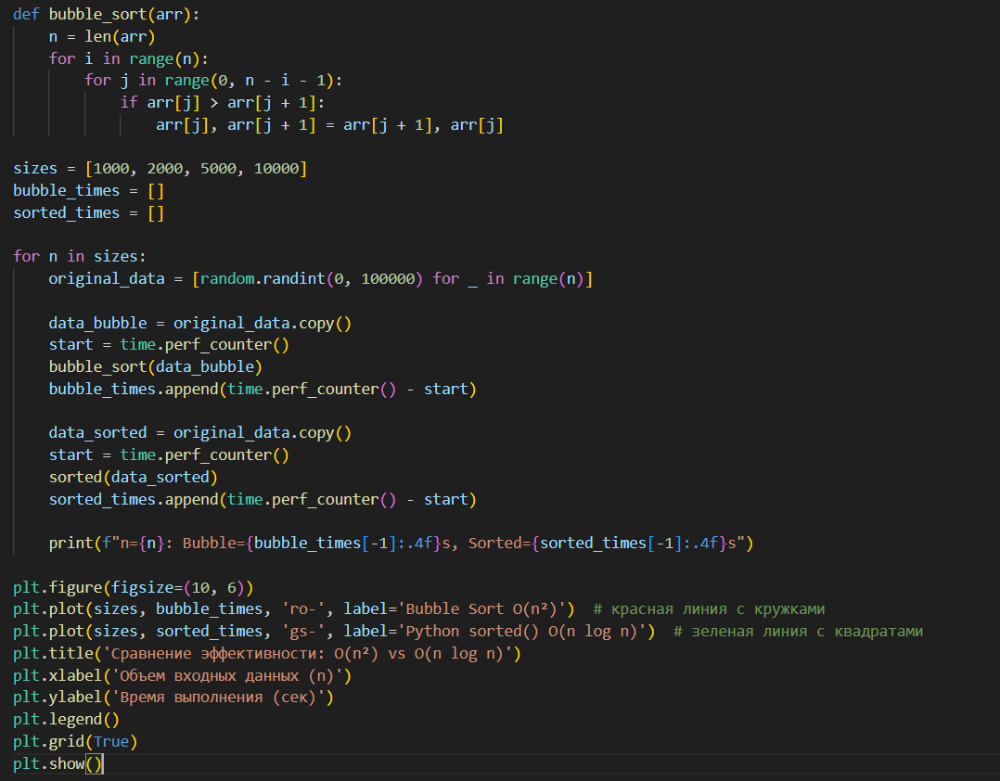 def bubble_sort(arr):
    n = len(arr)
    for i in range(n):
        for j in range(0, n - i - 1):
            if arr[j] > arr[j + 1]:
                arr[j], arr[j + 1] = arr[j + 1], arr[j]

sizes = [1000, 2000, 5000, 10000]
bubble_times = []
sorted_times = []

for n in sizes:
    original_data = [random.randint(0, 100000) for _ in range(n)]

    data_bubble = original_data.copy()
    start = time.perf_counter()
    bubble_sort(data_bubble)
    bubble_times.append(time.perf_counter() - start)

    data_sorted = original_data.copy()
    start = time.perf_counter()
    sorted(data_sorted)
    sorted_times.append(time.perf_counter() - start)

    print(f"n={n}: Bubble={bubble_times[-1]:.4f}s, Sorted={sorted_times[-1]:.4f}s")

plt.figure(figsize=(10, 6))
plt.plot(sizes, bubble_times, 'ro-', label='Bubble Sort O(n²)')  # красная линия с кружками
plt.plot(sizes, sorted_times, 'gs-', label='Python sorted() O(n log n)')  # зеленая линия с квадратами
plt.title('Сравнение эффективности: O(n²) vs O(n log n)')
plt.xlabel('Объем входных данных (n)')
plt.ylabel('Время выполнения (сек)')
plt.legend()
plt.grid(True)
plt.show()